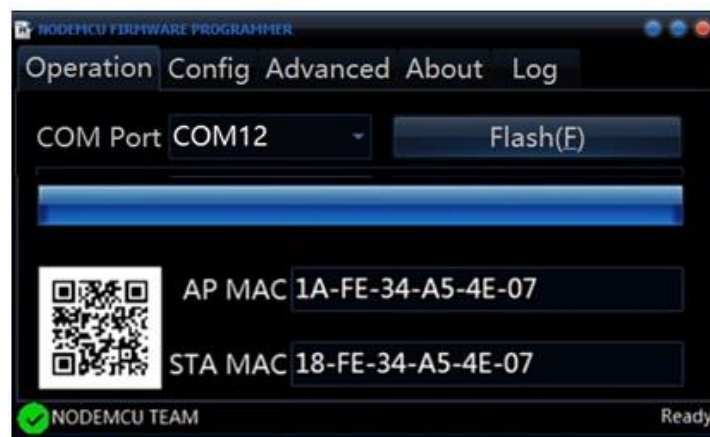 NODEMCU FIRMWARE PROGRAMMER
Operation Config Advanced About Log
COM Port COM12 Flash(F)
AP MAC 1A-FE-34-A5-4E-07
STA MAC 18-FE-34-A5-4E-07
NODEMCU TEAM Ready